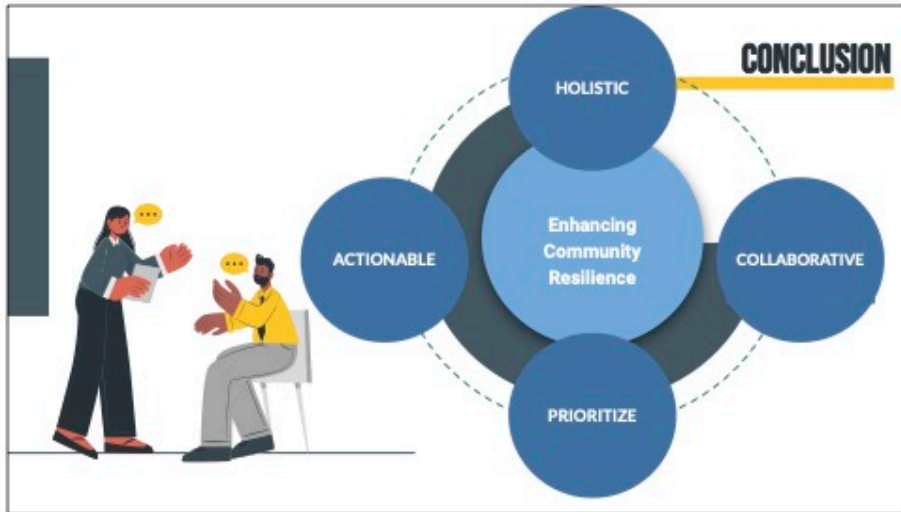 CONCLUSION
HOLISTIC
Enhancing
Community
Resilience
ACTIONABLE
COLLABORATIVE
PRIORITIZE